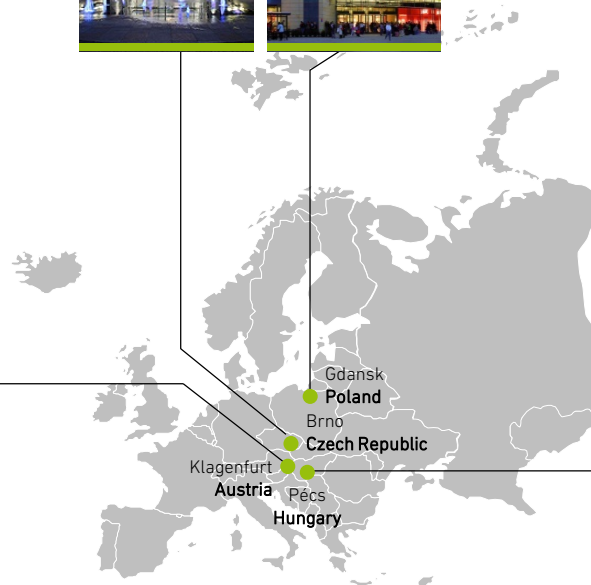 Gdansk
Poland
Brno
Czech Republic
Klagenfurt
Austria
Pécs
Hungary